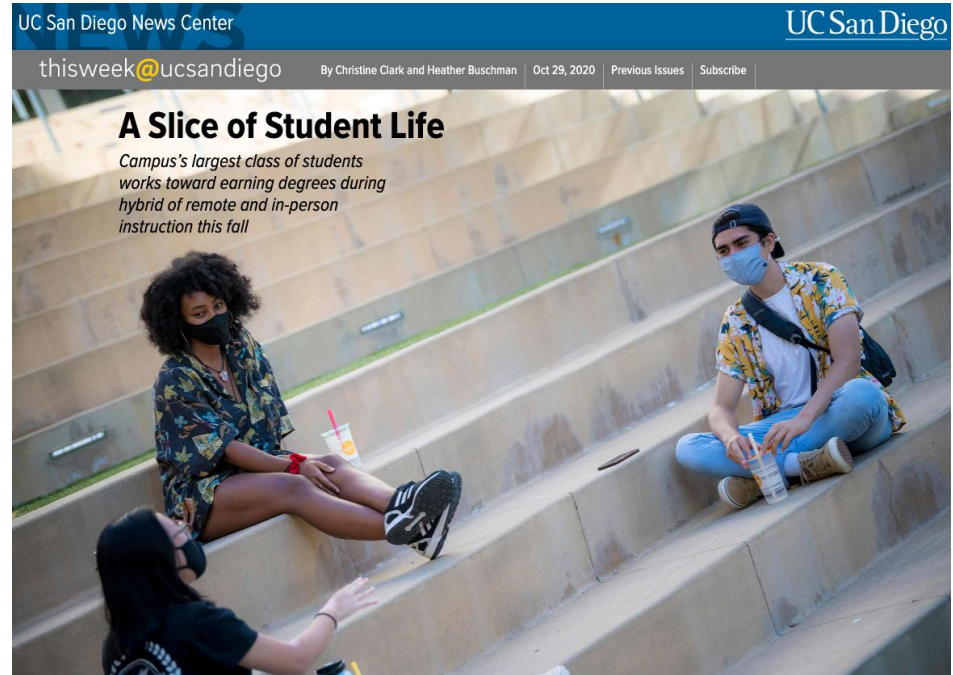 NEWS
UC San Diego News Center
UC San Diego
thisweek@ucsandiego
By Christine Clark and Heather Buschman
Oct 29, 2020
Previous Issues
Subscribe
A Slice of Student Life
Campus's largest class of students
works toward earning degrees during
hybrid of remote and in-person
instruction this fall